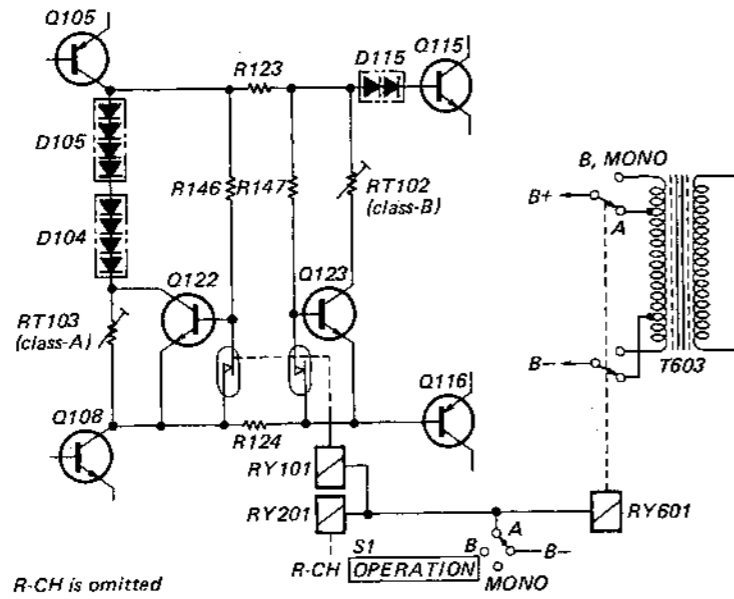 Q105
R123
D115
Q115
D105
R146
R147
RT102
(class-B)
D104
Q122
Q123
RT103
(class-A)
Q108
R124
Q116
RY101
RY201
R-CH
S1
OPERATION
B
A
MONO
B−
RY601
B, MONO
B+
A
B−
T603
R-CH is omitted